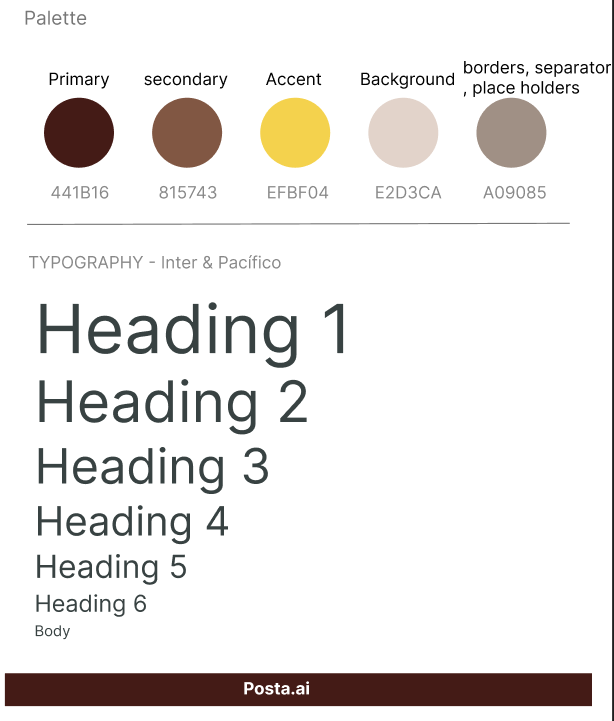 Palette
Primary
secondary
Accent
Background
borders, separator
, place holders
441B16
815743
EFBF04
E2D3CA
A09085
TYPOGRAPHY - Inter & Pacífico
Heading 1
Heading 2
Heading 3
Heading 4
Heading 5
Heading 6
Body
Posta.ai